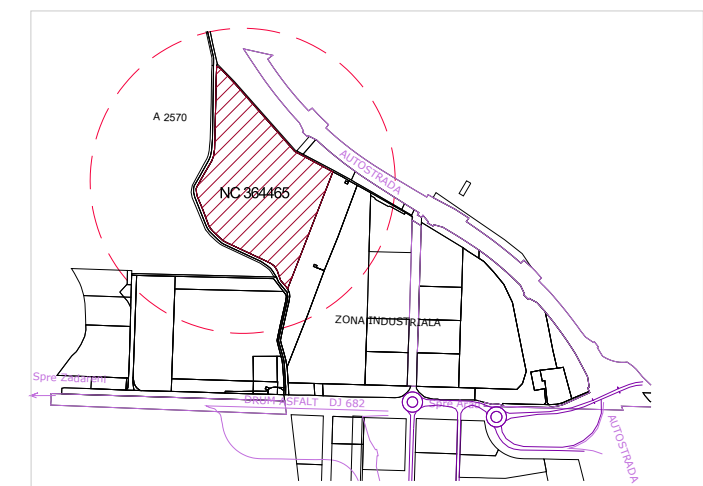 A 2570
AUTOSTRADA
NC 364465
ZONA INDUSTRIALA
Spre Zadareni
DRUM ASFALT DJ 682
Spre Arad
AUTOSTRADA